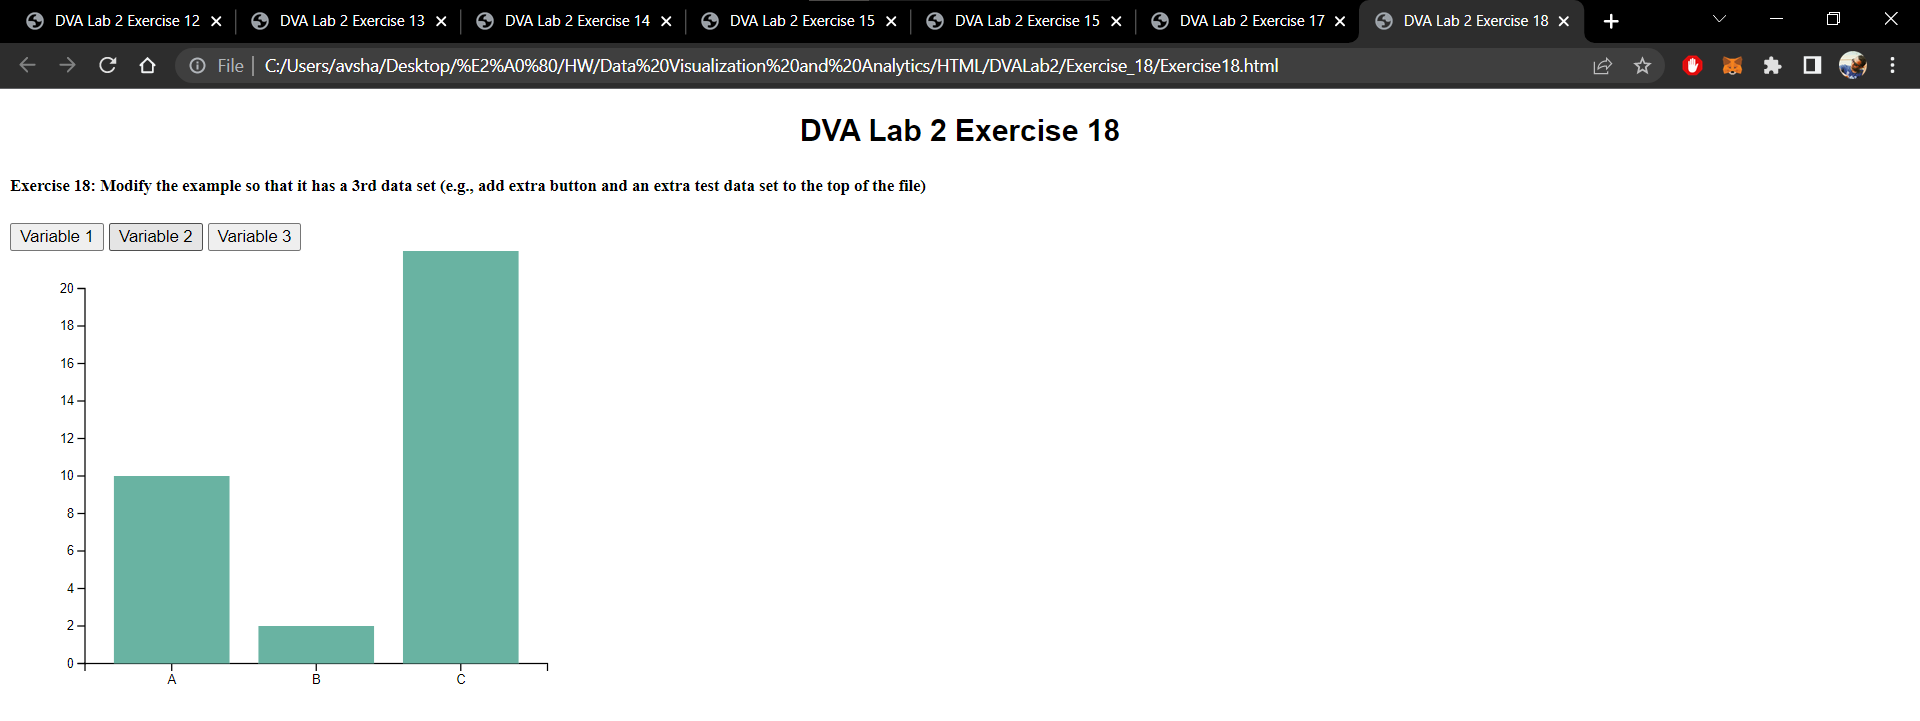 DVA Lab 2 Exercise 12 DVA Lab 2 Exercise 13 DVA Lab 2 Exercise 14 DVA Lab 2 Exercise 15 DVA Lab 2 Exercise 15 DVA Lab 2 Exercise 17 DVA Lab 2 Exercise 18
File C:/Users/avsha/Desktop/%E2%A0%80/HW/Data%20Visualization%20and%20Analytics/HTML/DVALab2/Exercise_18/Exercise18.html
DVA Lab 2 Exercise 18
Exercise 18: Modify the example so that it has a 3rd data set (e.g., add extra button and an extra test data set to the top of the file)
Variable 1 Variable 2 Variable 3
20
18
16
14
12
10
8
6
4
2
0
A B C